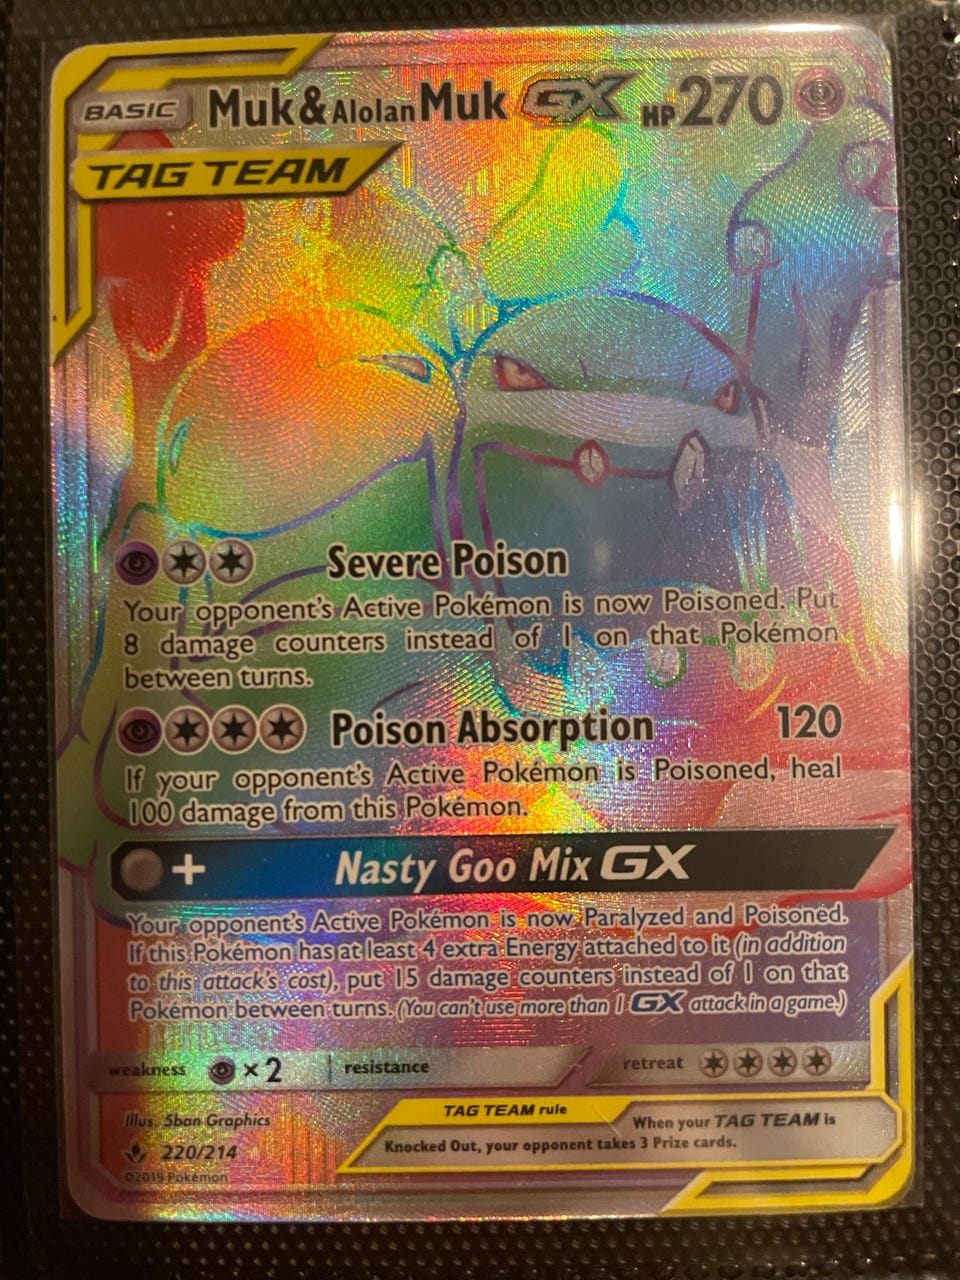 BASIC Muk & Alolan Muk GX HP 270
TAG TEAM
Severe Poison
Your opponent's Active Pokémon is now Poisoned. Put
8 damage counters instead of 1 on that Pokémon
between turns.
Poison Absorption 120
If your opponent's Active Pokémon is Poisoned, heal
100 damage from this Pokémon.
+ Nasty Goo Mix GX
Your opponent's Active Pokémon is now Paralyzed and Poisoned.
If this Pokémon has at least 4 extra Energy attached to it (in addition
to this attack's cost), put 15 damage counters instead of 1 on that
Pokémon between turns. (You can't use more than 1 GX attack in a game.)
weakness × 2 resistance retreat
Illus. 5ban Graphics
TAG TEAM rule
When your TAG TEAM is
Knocked Out, your opponent takes 3 Prize cards.
220/214
©2019 Pokémon